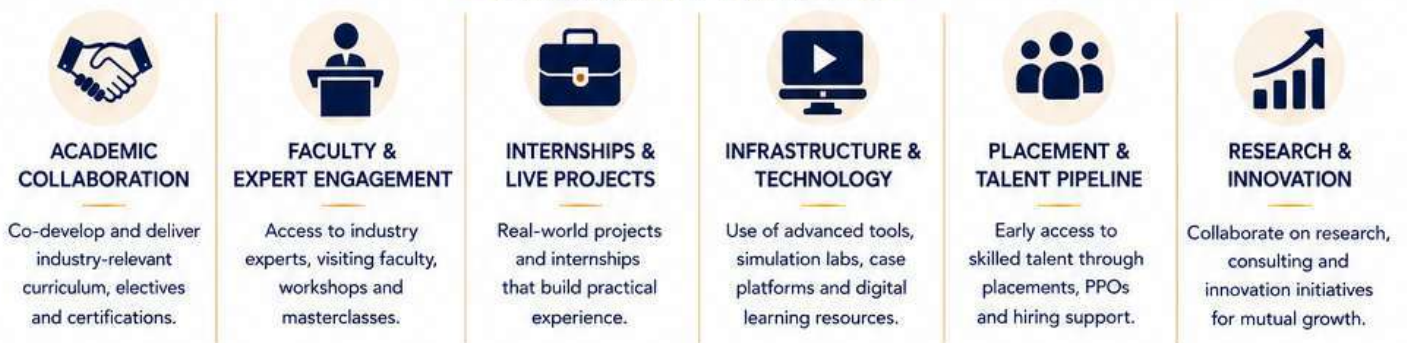 ACADEMIC
COLLABORATION
Co-develop and deliver
industry-relevant
curriculum, electives
and certifications.
FACULTY &
EXPERT ENGAGEMENT
Access to industry
experts, visiting faculty,
workshops and
masterclasses.
INTERNSHIPS &
LIVE PROJECTS
Real-world projects
and internships
that build practical
experience.
INFRASTRUCTURE &
TECHNOLOGY
Use of advanced tools,
simulation labs, case
platforms and digital
learning resources.
PLACEMENT &
TALENT PIPELINE
Early access to
skilled talent through
placements, PPOs
and hiring support.
RESEARCH &
INNOVATION
Collaborate on research,
consulting and
innovation initiatives
for mutual growth.